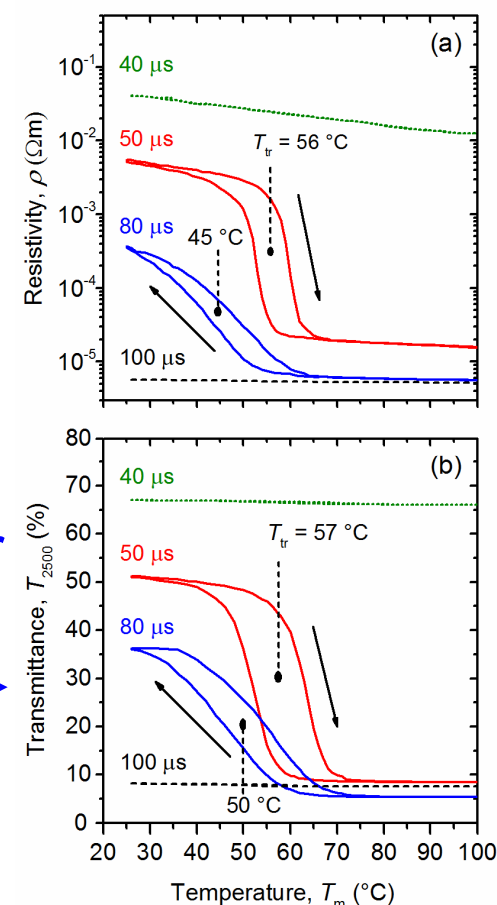 (a)
10⁻¹
10⁻²
10⁻³
10⁻⁴
10⁻⁵
Resistivity, ρ (Ωm)
40 μs
50 μs
T_tr = 56 °C
80 μs
45 °C
100 μs
(b)
80
70
60
50
40
30
20
10
0
Transmittance, T_2500 (%)
40 μs
T_tr = 57 °C
50 μs
80 μs
100 μs
50 °C
20 30 40 50 60 70 80 90 100
Temperature, T_m (°C)